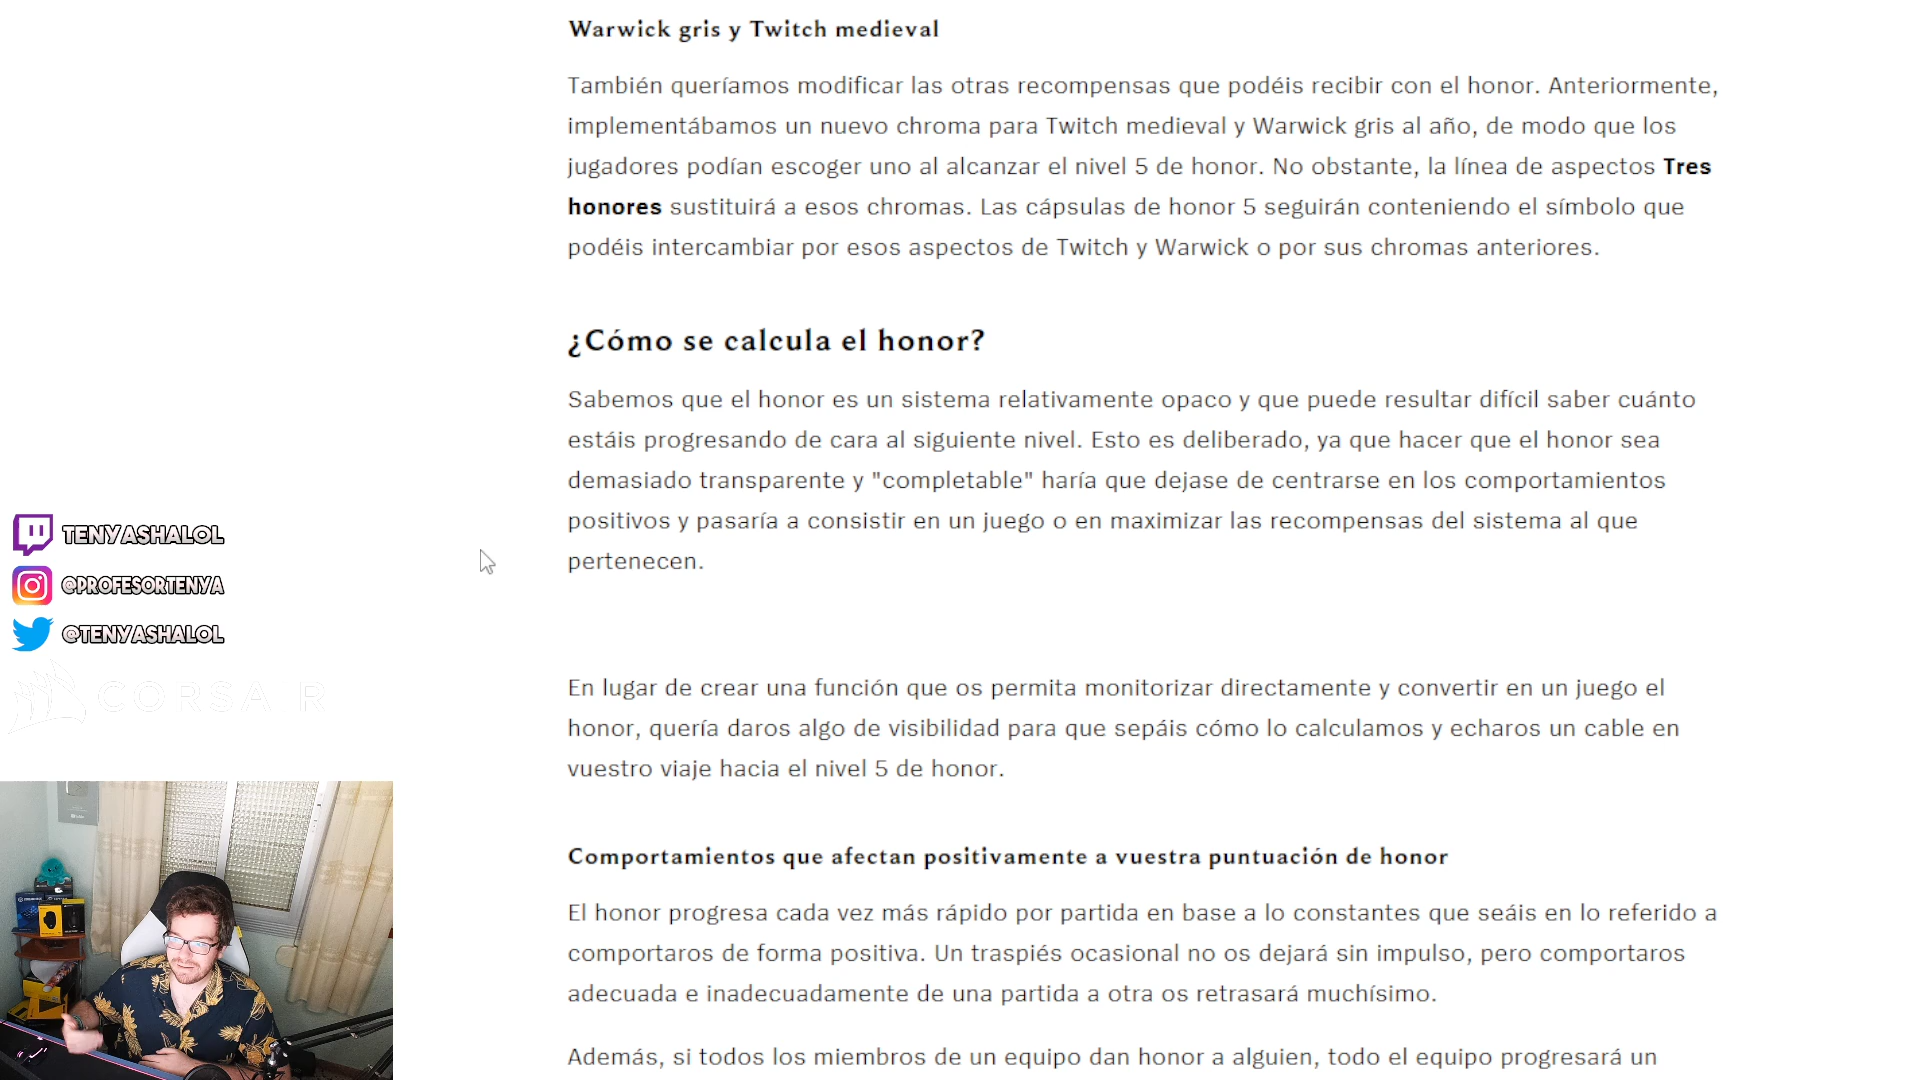 Warwick gris y Twitch medieval
También queríamos modificar las otras recompensas que podéis recibir con el honor. Anteriormente,
implementábamos un nuevo chroma para Twitch medieval y Warwick gris al año, de modo que los
jugadores podían escoger uno al alcanzar el nivel 5 de honor. No obstante, la línea de aspectos Tres
honores sustituirá a esos chromas. Las cápsulas de honor 5 seguirán conteniendo el símbolo que
podéis intercambiar por esos aspectos de Twitch y Warwick o por sus chromas anteriores.
¿Cómo se calcula el honor?
Sabemos que el honor es un sistema relativamente opaco y que puede resultar difícil saber cuánto
estáis progresando de cara al siguiente nivel. Esto es deliberado, ya que hacer que el honor sea
demasiado transparente y "completable" haría que dejase de centrarse en los comportamientos
positivos y pasaría a consistir en un juego o en maximizar las recompensas del sistema al que
pertenecen.
En lugar de crear una función que os permita monitorizar directamente y convertir en un juego el
honor, quería daros algo de visibilidad para que sepáis cómo lo calculamos y echaros un cable en
vuestro viaje hacia el nivel 5 de honor.
Comportamientos que afectan positivamente a vuestra puntuación de honor
El honor progresa cada vez más rápido por partida en base a lo constantes que seáis en lo referido a
comportaros de forma positiva. Un traspiés ocasional no os dejará sin impulso, pero comportaros
adecuada e inadecuadamente de una partida a otra os retrasará muchísimo.
Además, si todos los miembros de un equipo dan honor a alguien, todo el equipo progresará un
TENYASHALOL
@PROFESORTENYA
@TENYASHALOL
CORSAIR